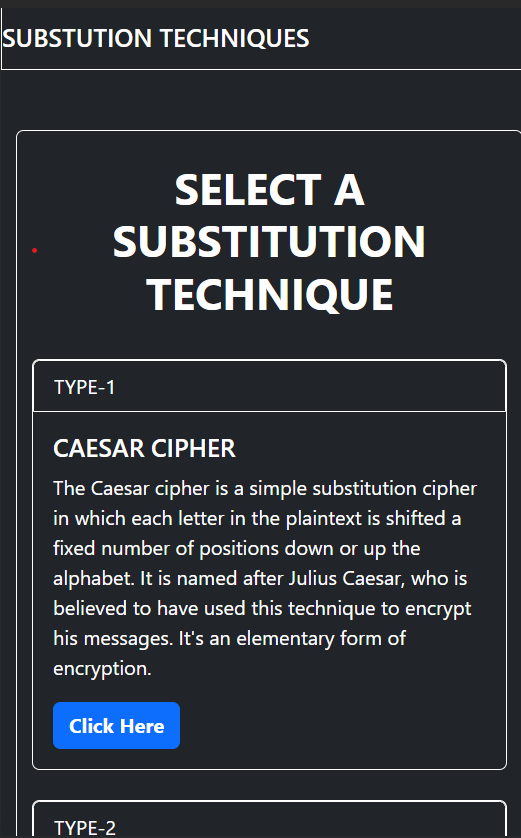 SUBSTUTION TECHNIQUES
SELECT A
SUBSTITUTION
TECHNIQUE
TYPE-1
CAESAR CIPHER
The Caesar cipher is a simple substitution cipher
in which each letter in the plaintext is shifted a
fixed number of positions down or up the
alphabet. It is named after Julius Caesar, who is
believed to have used this technique to encrypt
his messages. It's an elementary form of
encryption.
Click Here
TYPE-2